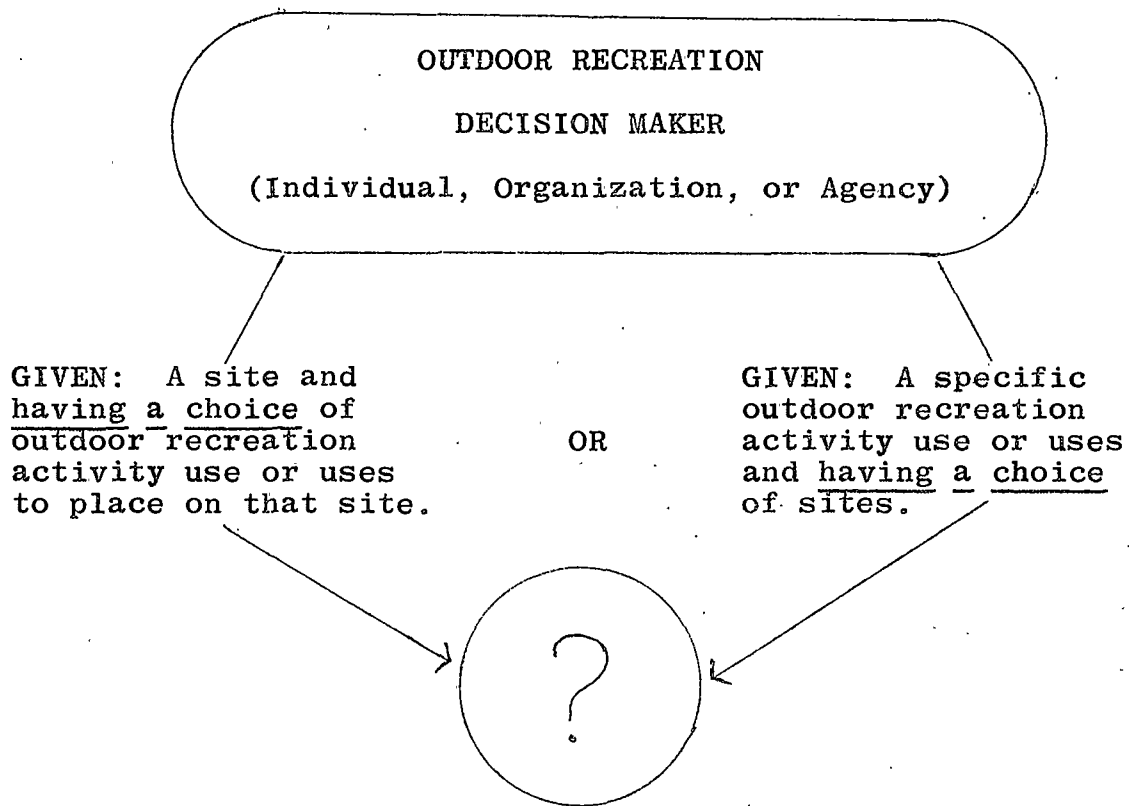 OUTDOOR RECREATION
DECISION MAKER
(Individual, Organization, or Agency)
GIVEN: A site and
having a choice of
outdoor recreation
activity use or uses
to place on that site.
OR
GIVEN: A specific
outdoor recreation
activity use or uses
and having a choice
of sites.
?